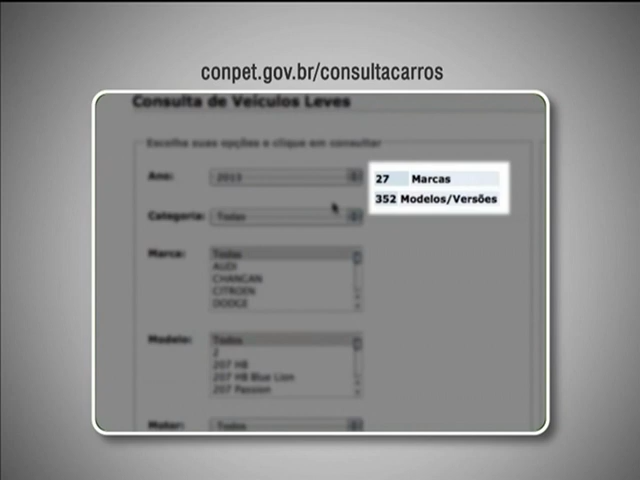 conpet.gov.br/consultacarros
Consulta de Veículos Leves
Escolha suas opções e clique em consultar
Ano: 2013
27 Marcas
Categoria: Todas
352 Modelos/Versões
Marca: Todas
AUDI
CHANGAN
CITROEN
DODGE
Modelo: Todos
2
207 HB
207 HB Blue Lion
207 Passion
Motor: Todos